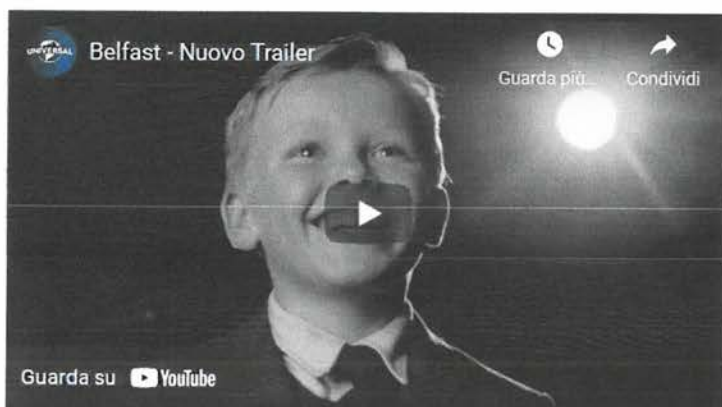 UNIVERSAL
Belfast - Nuovo Trailer
Guarda più...
Condividi
Guarda su YouTube